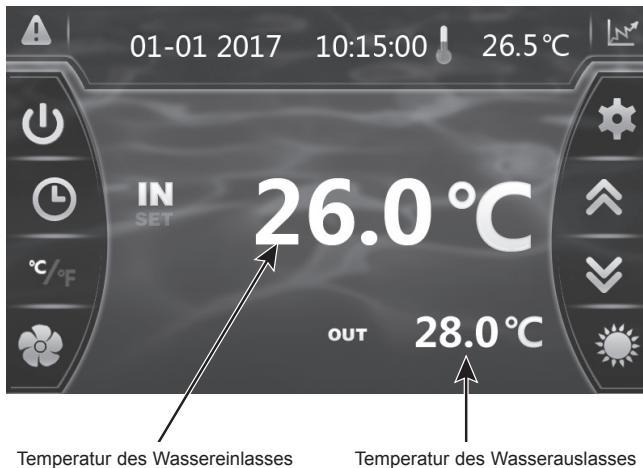 01-01 2017 10:15:00 26.5°C
IN 26.0°C
SET
°C/°F
OUT 28.0°C
Temperatur des Wassereinlasses Temperatur des Wasserauslasses